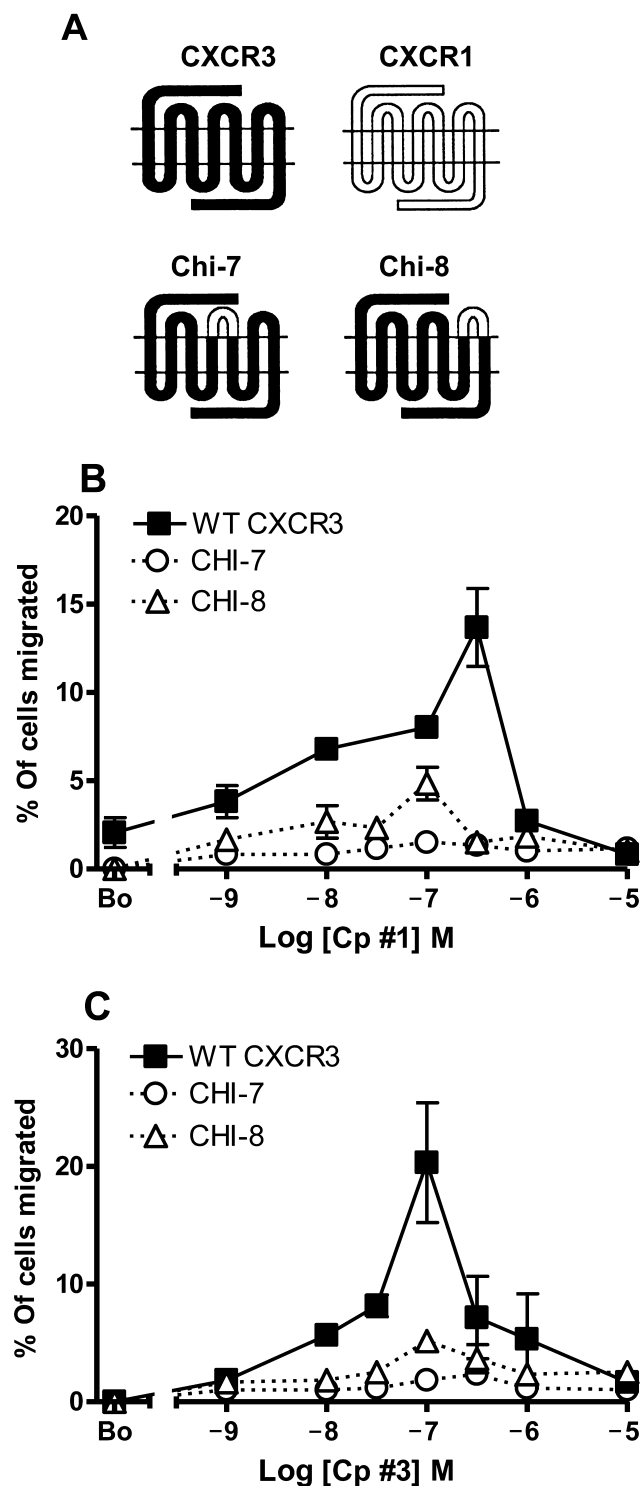 A
CXCR3 CXCR1
Chi-7 Chi-8
B
% Of cells migrated
20
15
10
5
0
WT CXCR3
CHI-7
CHI-8
Bo −9 −8 −7 −6 −5
Log [Cp #1] M
C
% Of cells migrated
30
20
10
0
WT CXCR3
CHI-7
CHI-8
Bo −9 −8 −7 −6 −5
Log [Cp #3] M